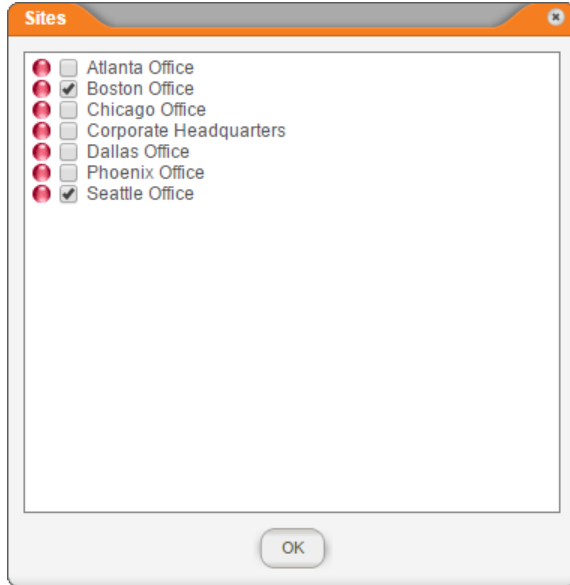 Sites
Atlanta Office
Boston Office
Chicago Office
Corporate Headquarters
Dallas Office
Phoenix Office
Seattle Office
OK